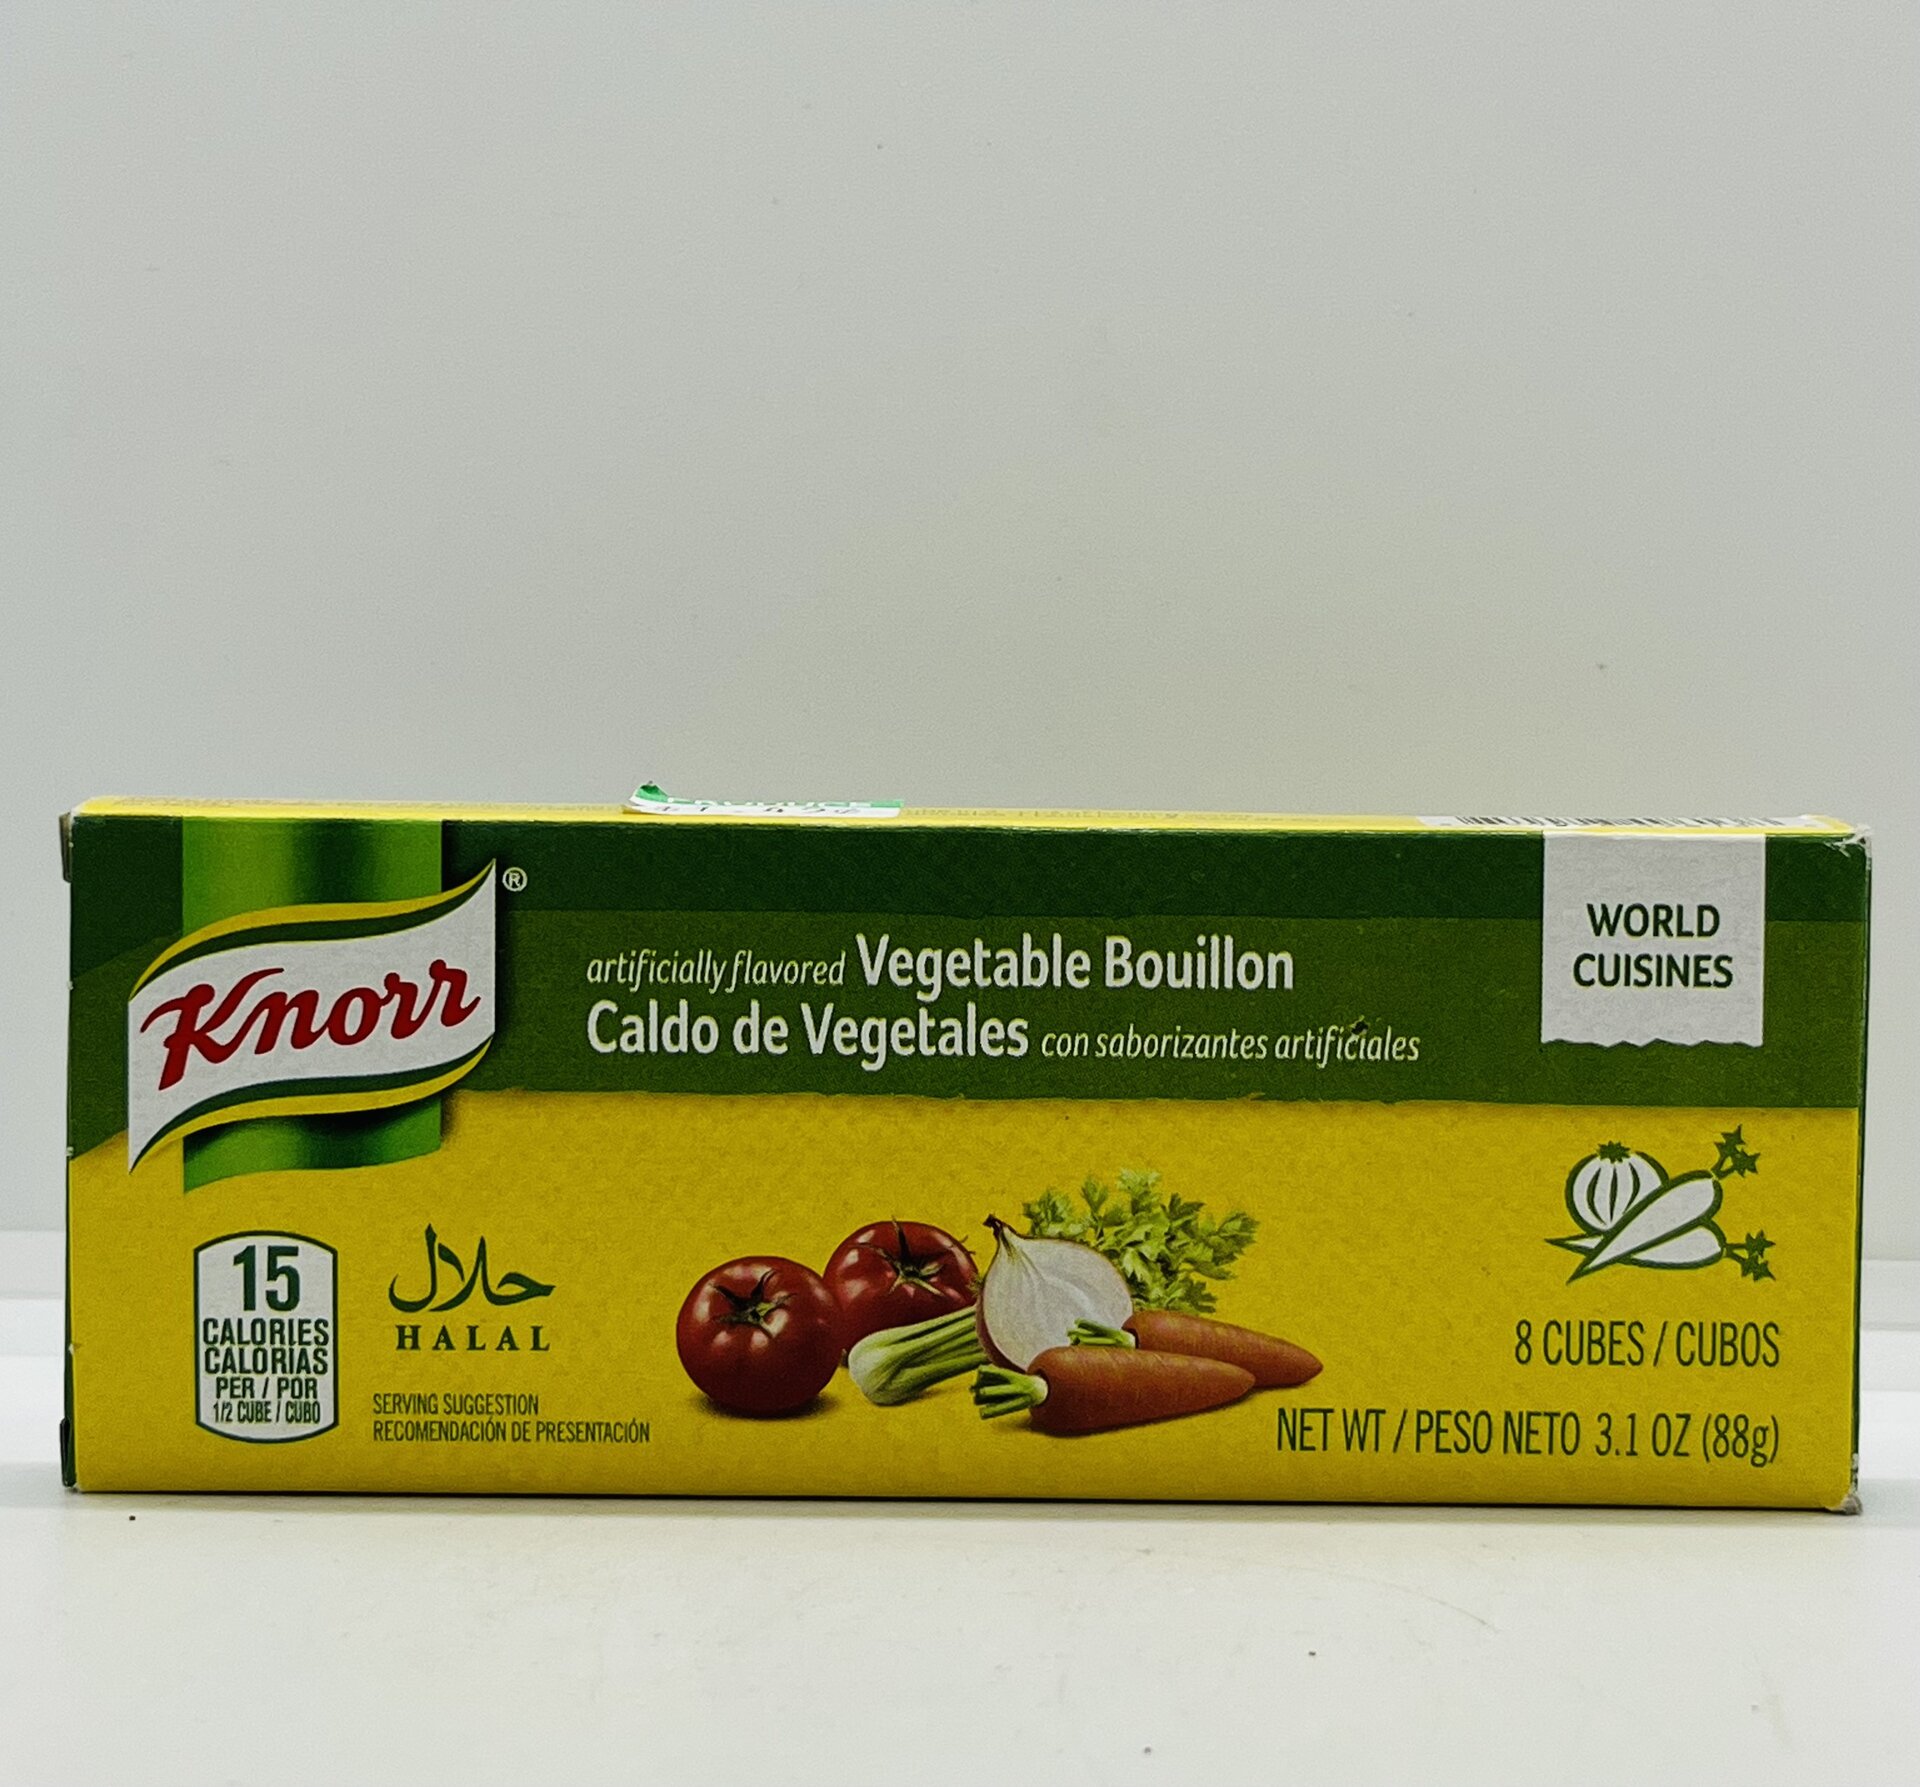 PRODUCE
Knorr®
artificially flavored Vegetable Bouillon
Caldo de Vegetales con saborizantes artificiales
WORLD
CUISINES
15
CALORIES
CALORÍAS
PER / POR
1/2 CUBE / CUBO
حلال
HALAL
SERVING SUGGESTION
RECOMENDACIÓN DE PRESENTACIÓN
8 CUBES / CUBOS
NET WT / PESO NETO 3.1 OZ (88g)